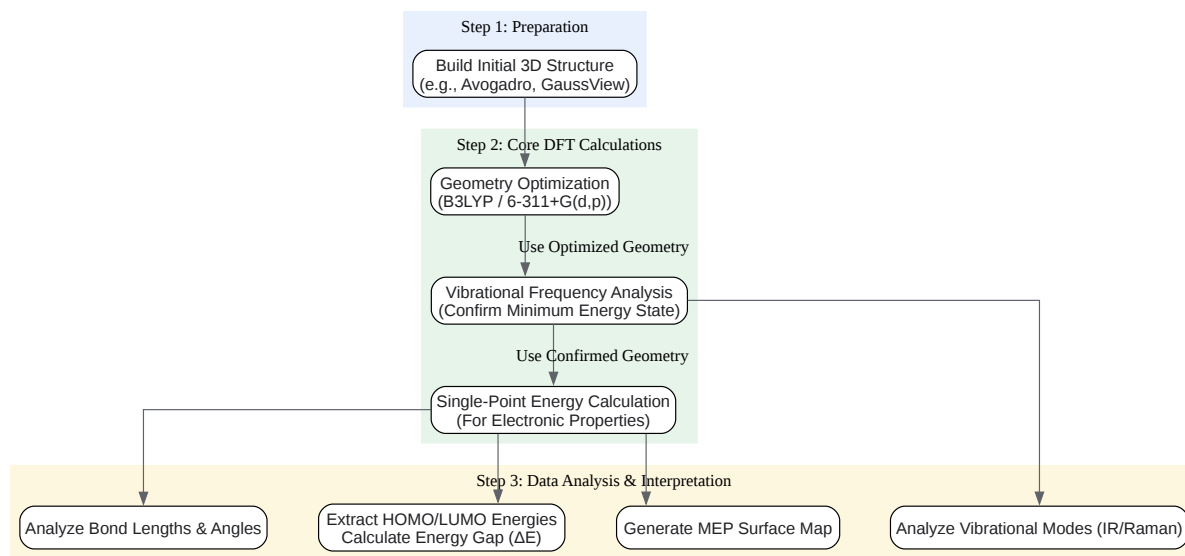 Step 1: Preparation
Build Initial 3D Structure
(e.g., Avogadro, GaussView)
Step 2: Core DFT Calculations
Geometry Optimization
(B3LYP / 6-311+G(d,p))
Use Optimized Geometry
Vibrational Frequency Analysis
(Confirm Minimum Energy State)
Use Confirmed Geometry
Single-Point Energy Calculation
(For Electronic Properties)
Step 3: Data Analysis & Interpretation
Analyze Bond Lengths & Angles
Extract HOMO/LUMO Energies
Calculate Energy Gap (ΔE)
Generate MEP Surface Map
Analyze Vibrational Modes (IR/Raman)